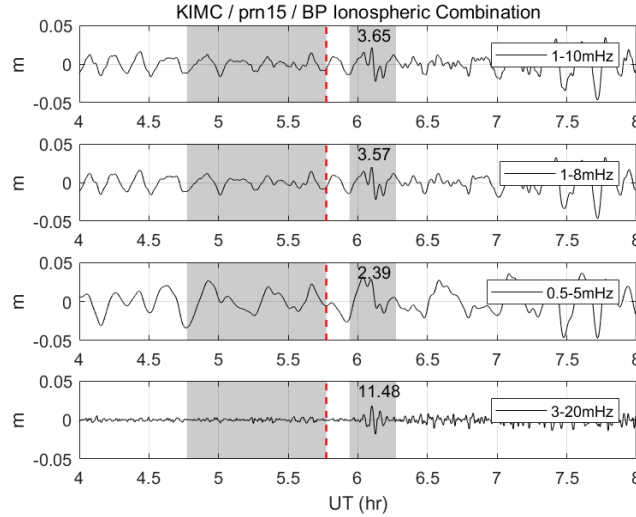 KIMC / prn15 / BP Ionospheric Combination
3.65
1-10mHz
m
0.05
0
-0.05
4 4.5 5 5.5 6 6.5 7 7.5 8
3.57
1-8mHz
m
0.05
0
-0.05
4 4.5 5 5.5 6 6.5 7 7.5 8
2.39
0.5-5mHz
m
0.05
0
-0.05
4 4.5 5 5.5 6 6.5 7 7.5 8
11.48
3-20mHz
m
0.05
0
-0.05
4 4.5 5 5.5 6 6.5 7 7.5 8
UT (hr)